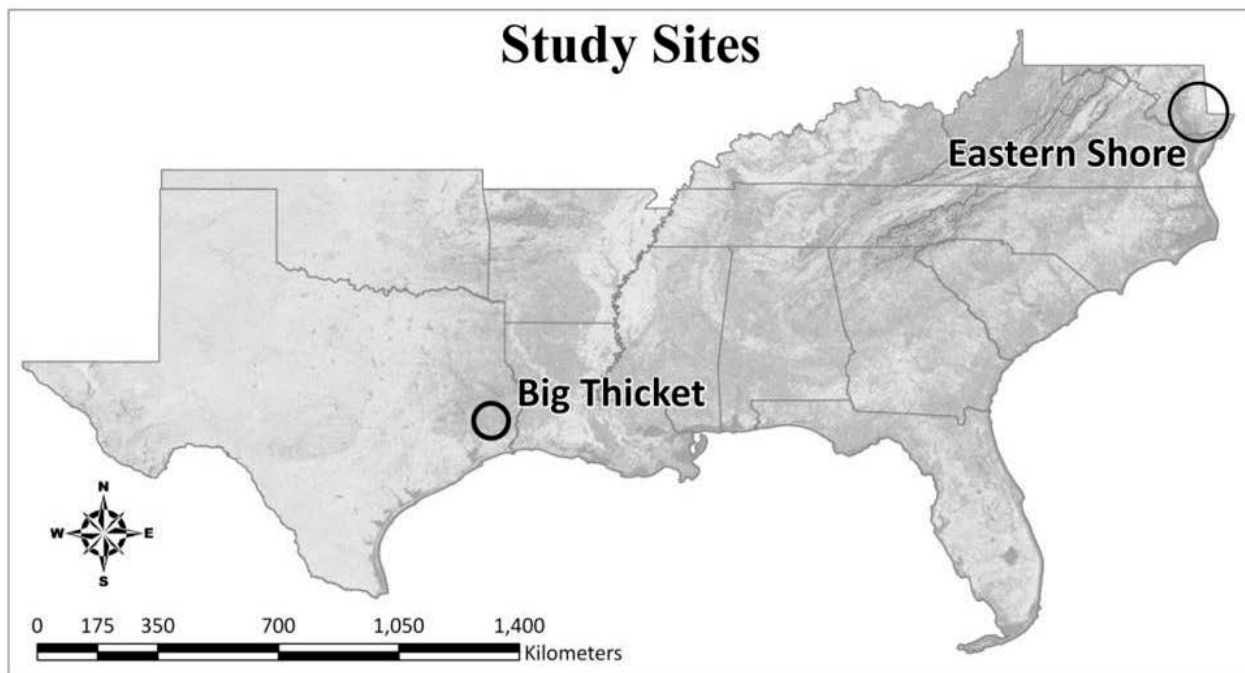 Study Sites
Eastern Shore
Big Thicket
N
W E
S
0 175 350 700 1,050 1,400
Kilometers